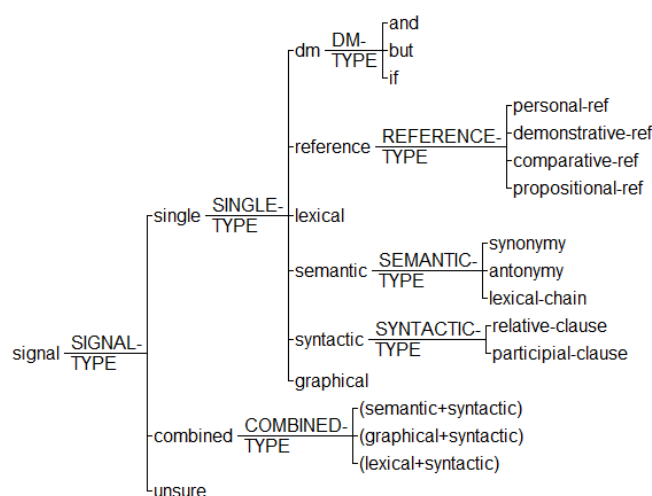 and
dm DM-TYPE but
if
personal-ref
demonstrative-ref
reference REFERENCE-TYPE
comparative-ref
propositional-ref
single SINGLE-TYPE lexical
synonymy
semantic SEMANTIC-TYPE antonymy
lexical-chain
signal SIGNAL-TYPE
relative-clause
syntactic SYNTACTIC-TYPE
participial-clause
graphical
(semantic+syntactic)
combined COMBINED-TYPE (graphical+syntactic)
(lexical+syntactic)
unsure